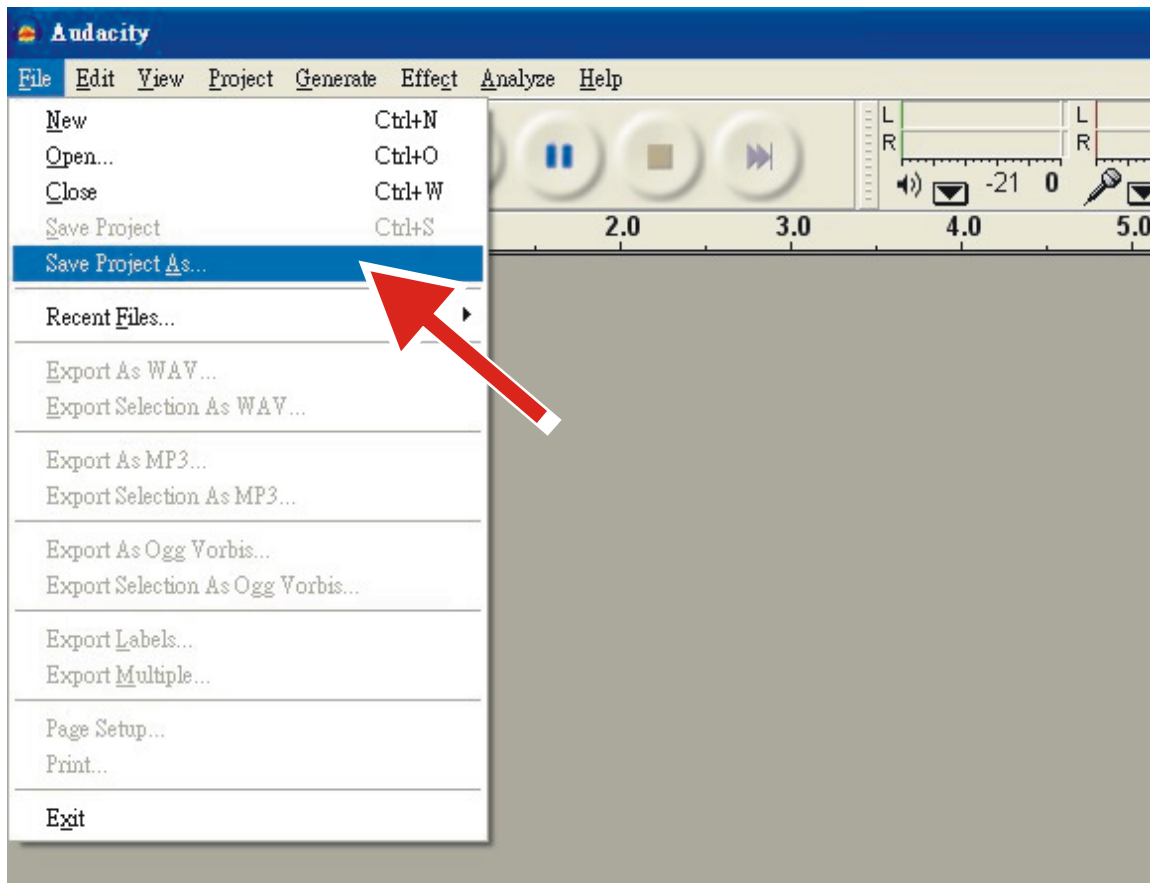 Audacity
File Edit View Project Generate Effect Analyze Help
New Ctrl+N
Open... Ctrl+O
Close Ctrl+W
Save Project Ctrl+S
Save Project As...
Recent Files...
Export As WAV...
Export Selection As WAV...
Export As MP3...
Export Selection As MP3...
Export As Ogg Vorbis...
Export Selection As Ogg Vorbis...
Export Labels...
Export Multiple...
Page Setup...
Print...
Exit
L L
R R
-21 0
2.0 3.0 4.0 5.0